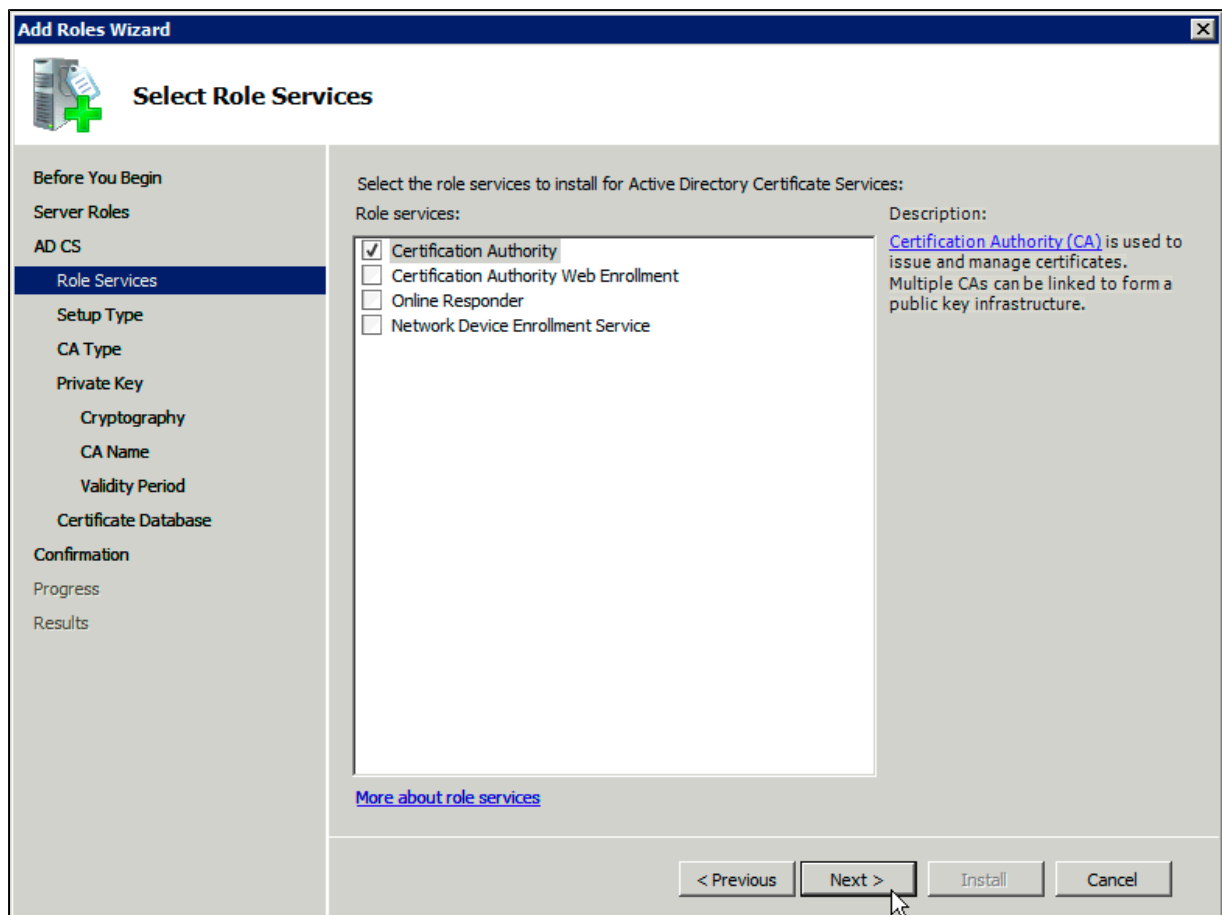 Add Roles Wizard
Select Role Services
Before You Begin
Server Roles
AD CS
Role Services
Setup Type
CA Type
Private Key
Cryptography
CA Name
Validity Period
Certificate Database
Confirmation
Progress
Results
Select the role services to install for Active Directory Certificate Services:
Role services:
Certification Authority
Certification Authority Web Enrollment
Online Responder
Network Device Enrollment Service
More about role services
Description:
Certification Authority (CA) is used to
issue and manage certificates.
Multiple CAs can be linked to form a
public key infrastructure.
< Previous
Next >
Install
Cancel